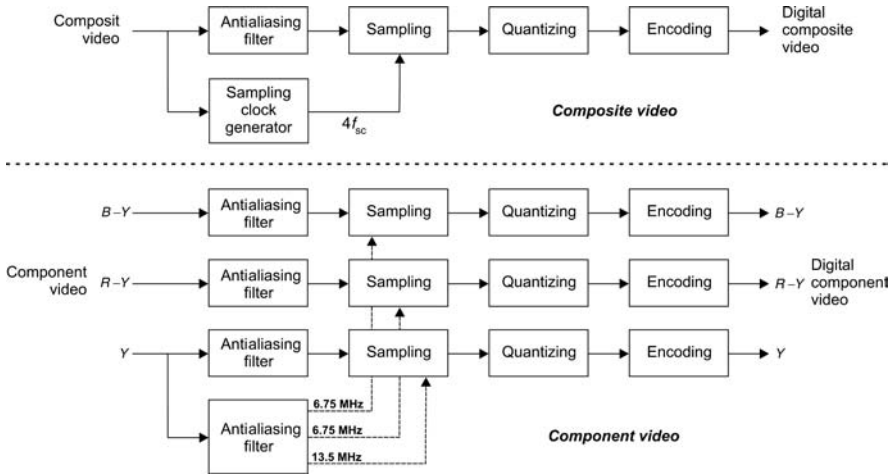 Composit
video
Antialiasing
filter
Sampling
Quantizing
Encoding
Digital
composite
video
Sampling
clock
generator
4fsc
Composite video
B–Y
Antialiasing
filter
Sampling
Quantizing
Encoding
B–Y
Component
video
R–Y
Antialiasing
filter
Sampling
Quantizing
Encoding
R–Y
Digital
component
video
Y
Antialiasing
filter
Sampling
Quantizing
Encoding
Y
Antialiasing
filter
6.75 MHz
6.75 MHz
13.5 MHz
Component video